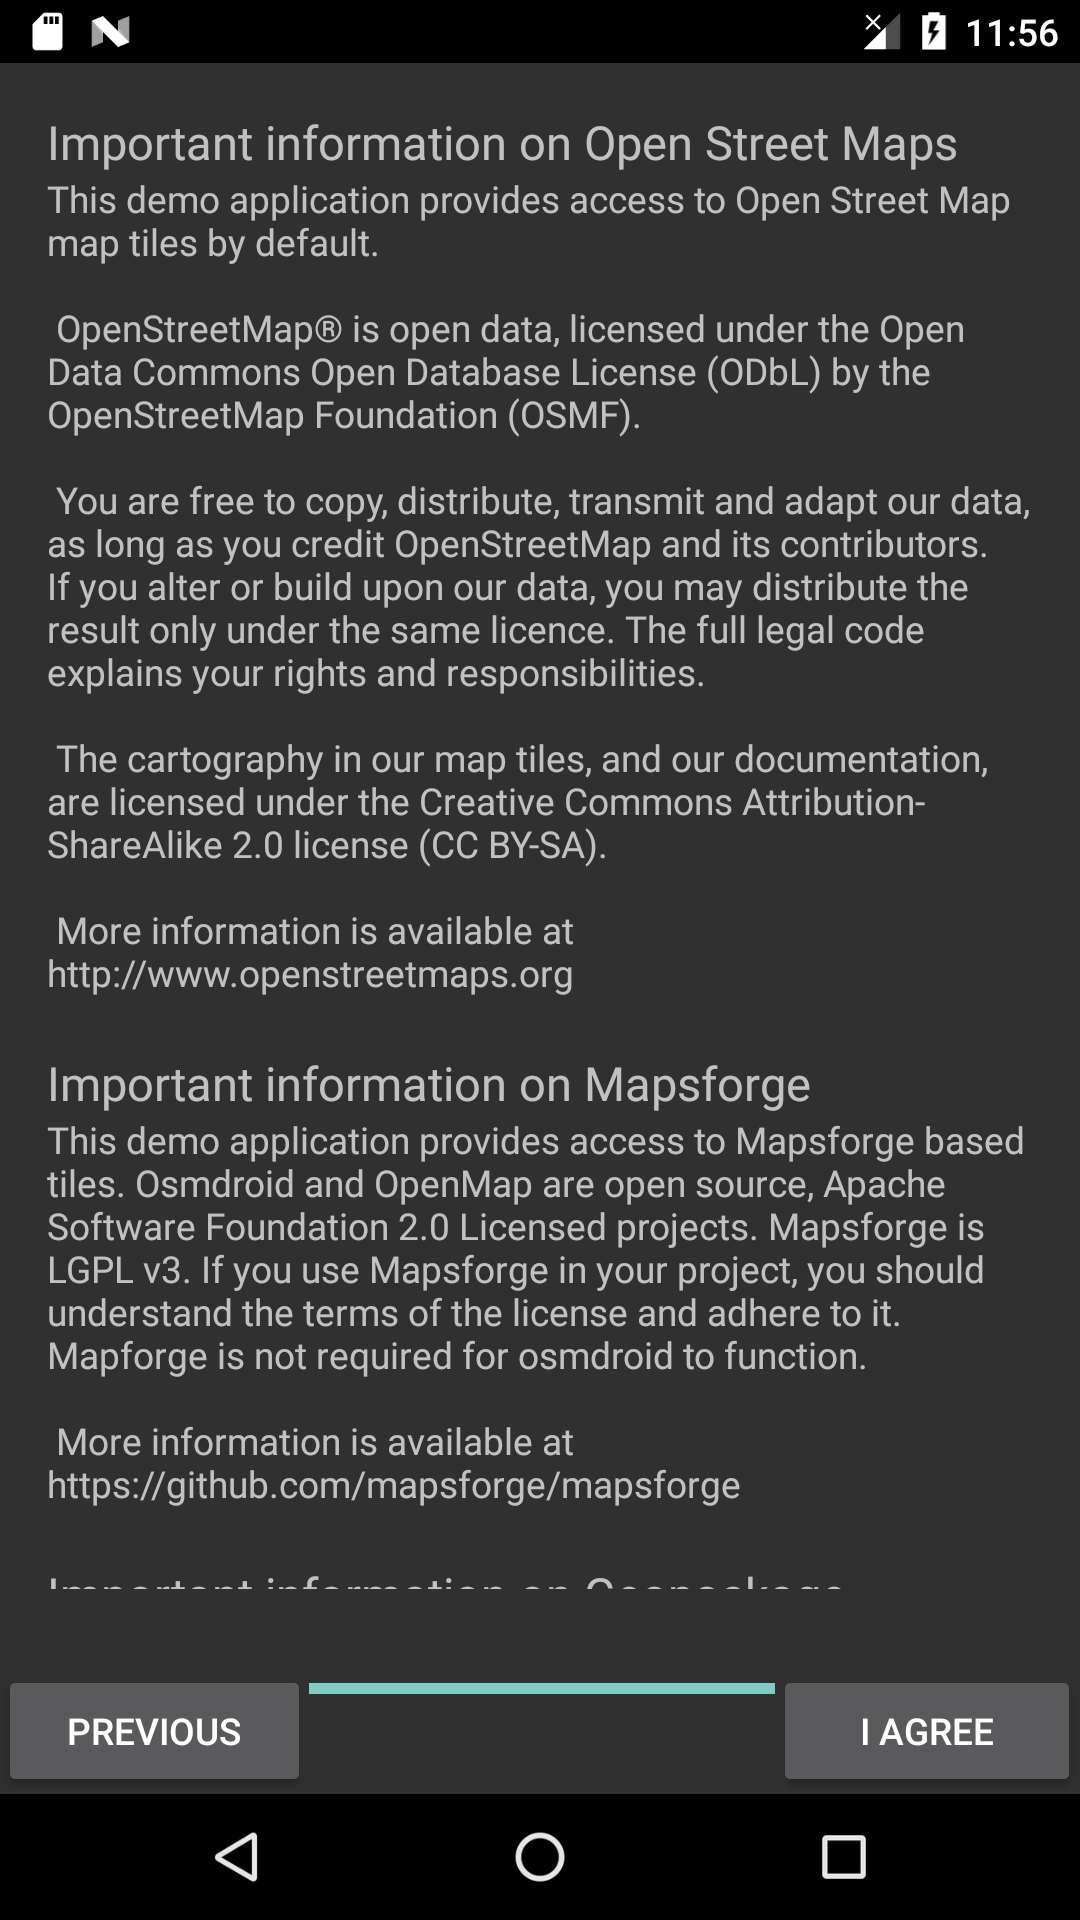 11:56
Important information on Open Street Maps
This demo application provides access to Open Street Map
map tiles by default.
OpenStreetMap® is open data, licensed under the Open
Data Commons Open Database License (ODbL) by the
OpenStreetMap Foundation (OSMF).
You are free to copy, distribute, transmit and adapt our data,
as long as you credit OpenStreetMap and its contributors.
If you alter or build upon our data, you may distribute the
result only under the same licence. The full legal code
explains your rights and responsibilities.
The cartography in our map tiles, and our documentation,
are licensed under the Creative Commons Attribution-
ShareAlike 2.0 license (CC BY-SA).
More information is available at
http://www.openstreetmaps.org
Important information on Mapsforge
This demo application provides access to Mapsforge based
tiles. Osmdroid and OpenMap are open source, Apache
Software Foundation 2.0 Licensed projects. Mapsforge is
LGPL v3. If you use Mapsforge in your project, you should
understand the terms of the license and adhere to it.
Mapforge is not required for osmdroid to function.
More information is available at
https://github.com/mapsforge/mapsforge
Important information on Geopackage
PREVIOUS
I AGREE